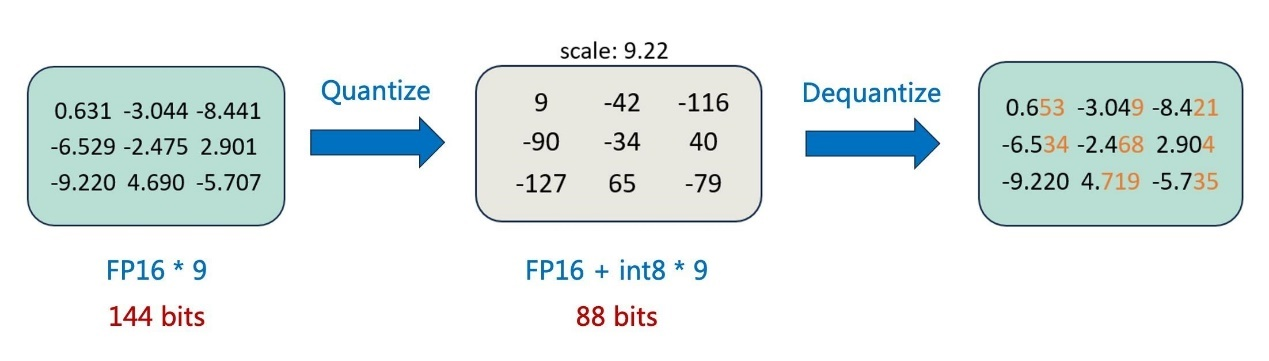 scale: 9.22
Quantize
Dequantize
0.631 -3.044 -8.441
-6.529 -2.475 2.901
-9.220 4.690 -5.707
9 -42 -116
-90 -34 40
-127 65 -79
0.653 -3.049 -8.421
-6.534 -2.468 2.904
-9.220 4.719 -5.735
FP16 * 9
144 bits
FP16 + int8 * 9
88 bits